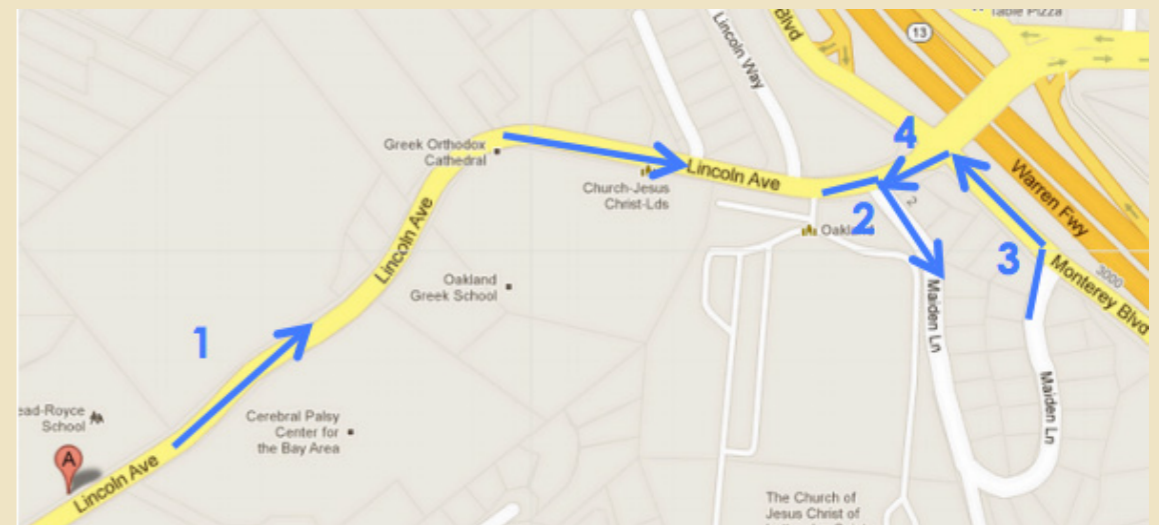 Table Pizza
Blvd
13
Lincoln Way
4
Greek Orthodox
Cathedral
Lincoln Ave
Church-Jesus
Christ-Lds
Warren Fwy
2
Oakland
3
Monterey Blvd
3000
Lincoln Ave
Oakland
Greek School
Maiden Ln
1
Maiden Ln
Cerebral Palsy
Center for
the Bay Area
School
A
Lincoln Ave
The Church of
Jesus Christ of